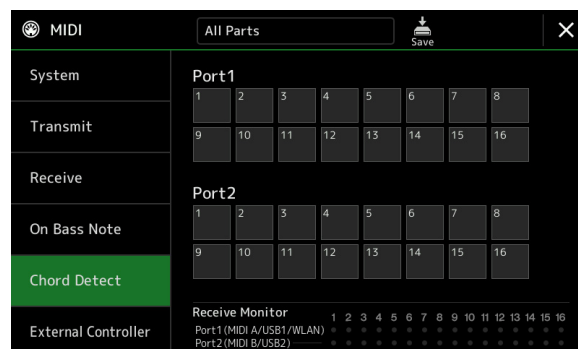 MIDI
All Parts
Save
System
Transmit
Receive
On Bass Note
Chord Detect
External Controller
Port1
1 2 3 4 5 6 7 8
9 10 11 12 13 14 15 16
Port2
1 2 3 4 5 6 7 8
9 10 11 12 13 14 15 16
Receive Monitor 1 2 3 4 5 6 7 8 9 10 11 12 13 14 15 16
Port1(MIDI A/USB1/WLAN)
Port2(MIDI B/USB2)